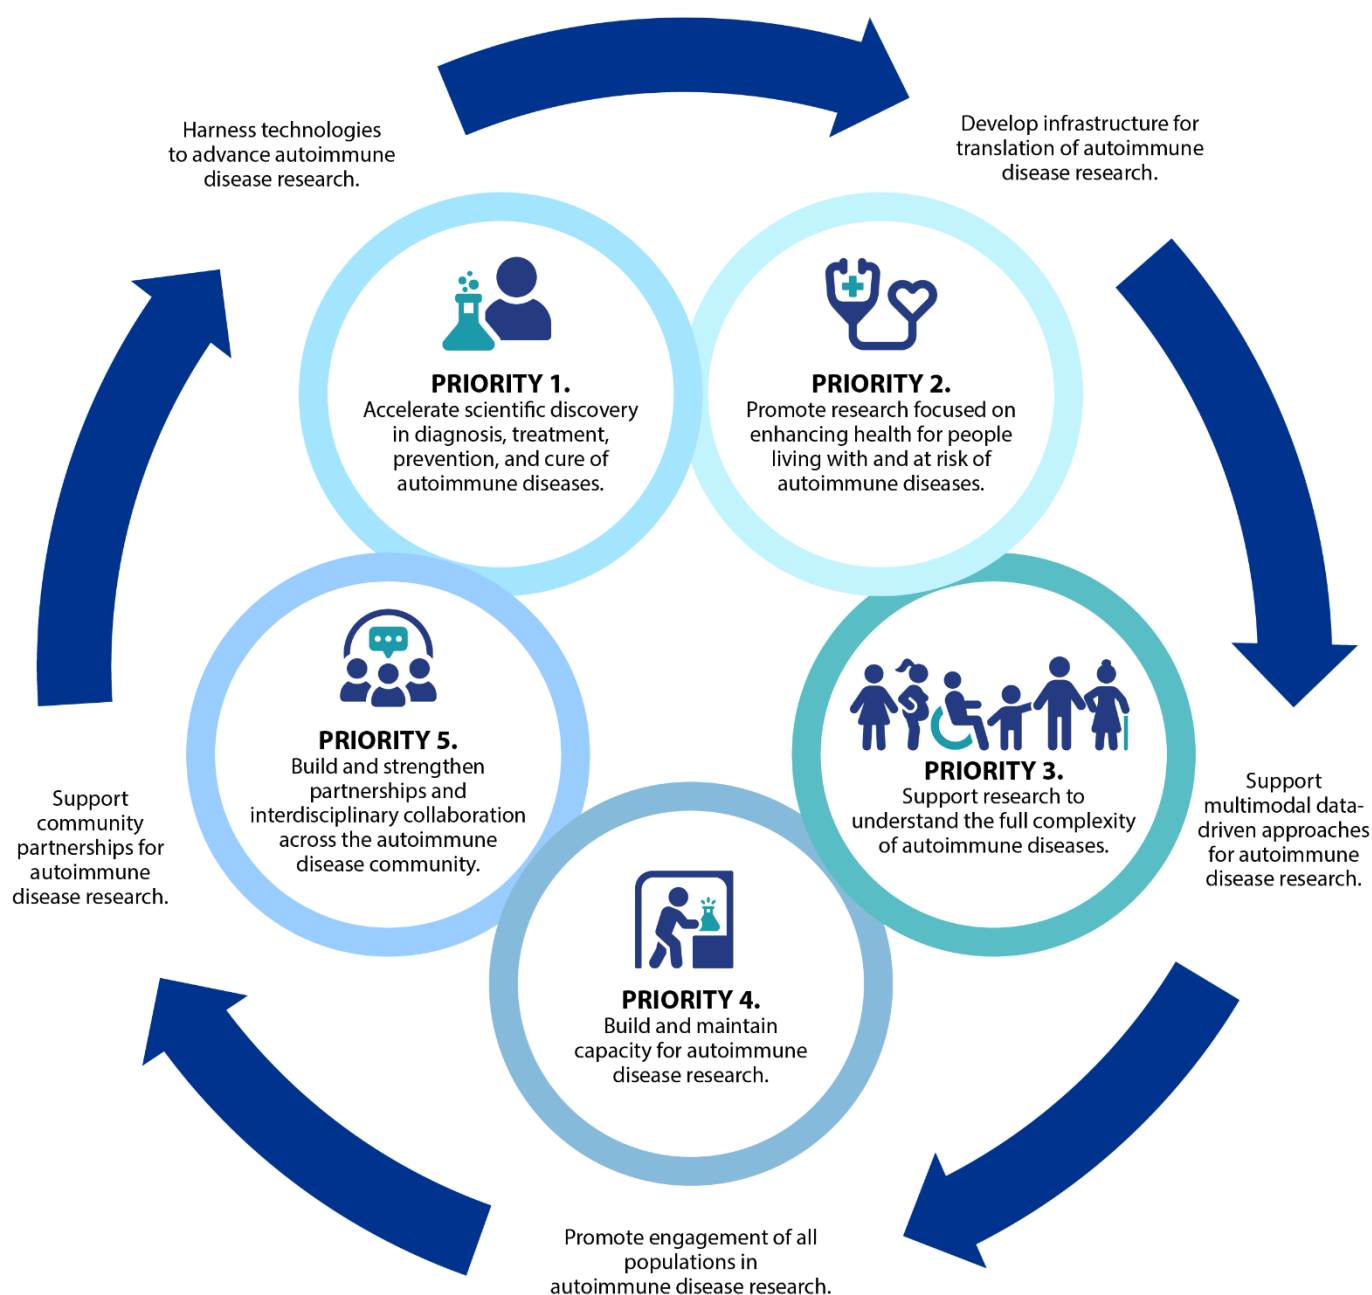 Harness technologies
to advance autoimmune
disease research.
Develop infrastructure for
translation of autoimmune
disease research.
PRIORITY 1.
Accelerate scientific discovery
in diagnosis, treatment,
prevention, and cure of
autoimmune diseases.
PRIORITY 2.
Promote research focused on
enhancing health for people
living with and at risk of
autoimmune diseases.
PRIORITY 3.
Support research to
understand the full complexity
of autoimmune diseases.
Support
multimodal data-
driven approaches
for autoimmune
disease research.
PRIORITY 4.
Build and maintain
capacity for autoimmune
disease research.
Promote engagement of all
populations in
autoimmune disease research.
PRIORITY 5.
Build and strengthen
partnerships and
interdisciplinary collaboration
across the autoimmune
disease community.
Support
community
partnerships for
autoimmune
disease research.